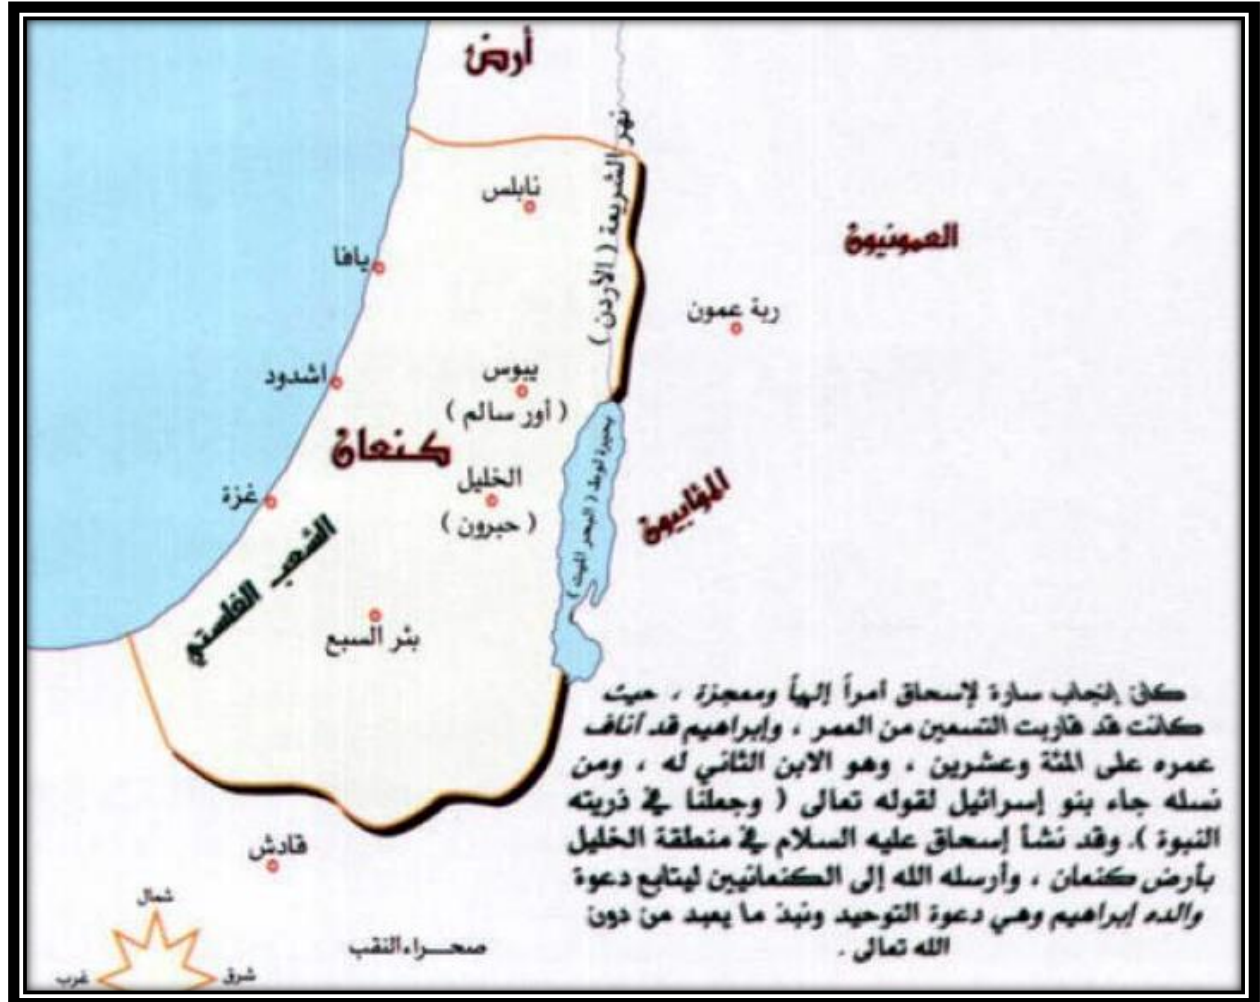 أرض
نهر الشريعة ( الأردن )
نابلس
العمونيون
يافا
ربة عمون
اشدود
يبوس
( أور سالم )
كنعان
الخليل
( حبرون )
بحيرة لوط ( البحر الميت )
المؤابيون
غزة
الشعب الفلستي
بئر السبع
كان إنجاب سارة لإسحاق أمراً إلهياً ومعجزة ، حيث
كانت قد قاربت التسعين من العمر ، وإبراهيم قد أناف
عمره على المئة وعشرين ، وهو الابن الثاني له ، ومن
نسله جاء بنو إسرائيل لقوله تعالى ( وجعلنا في ذريته
النبوة ). وقد نشأ إسحاق عليه السلام في منطقة الخليل
بأرض كنعان ، وأرسله الله إلى الكنعانيين ليتابع دعوة
والده إبراهيم وهي دعوة التوحيد ونبذ ما يعبد من دون
الله تعالى .
قادش
صحراء النقب
شمال
شرق
غرب